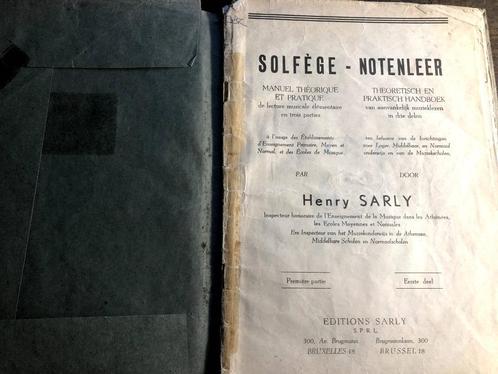 SOLFÈGE - NOTENLEER
MANUEL THÉORIQUE
ET PRATIQUE
de lecture musicale élémentaire
en trois parties
à l'usage des Établissements
d'Enseignement Primaire, Moyen et
Normal, et des Écoles de Musique.
PAR
THEORETISCH EN
PRAKTISCH HANDBOEK
van aanvankelijk muzieklezen
in drie delen
ten behoeve van de Inrichtingen
voor Lager, Middelbaar, en Normaal
onderwijs en van de Muziekscholen,
DOOR
Henry SARLY
Inspecteur honoraire de l'Enseignement de la Musique dans les Athénées,
les Écoles Moyennes et Normales
Ere Inspecteur van het Muziekonderwijs in de Athenea,
Middelbare Scholen en Normaalscholen
Première partie
Eerste deel
EDITIONS SARLY
S.P.R.L.
300, Av. Brugmann
BRUXELLES-18
Brugmannlaan, 300
BRUSSEL 18